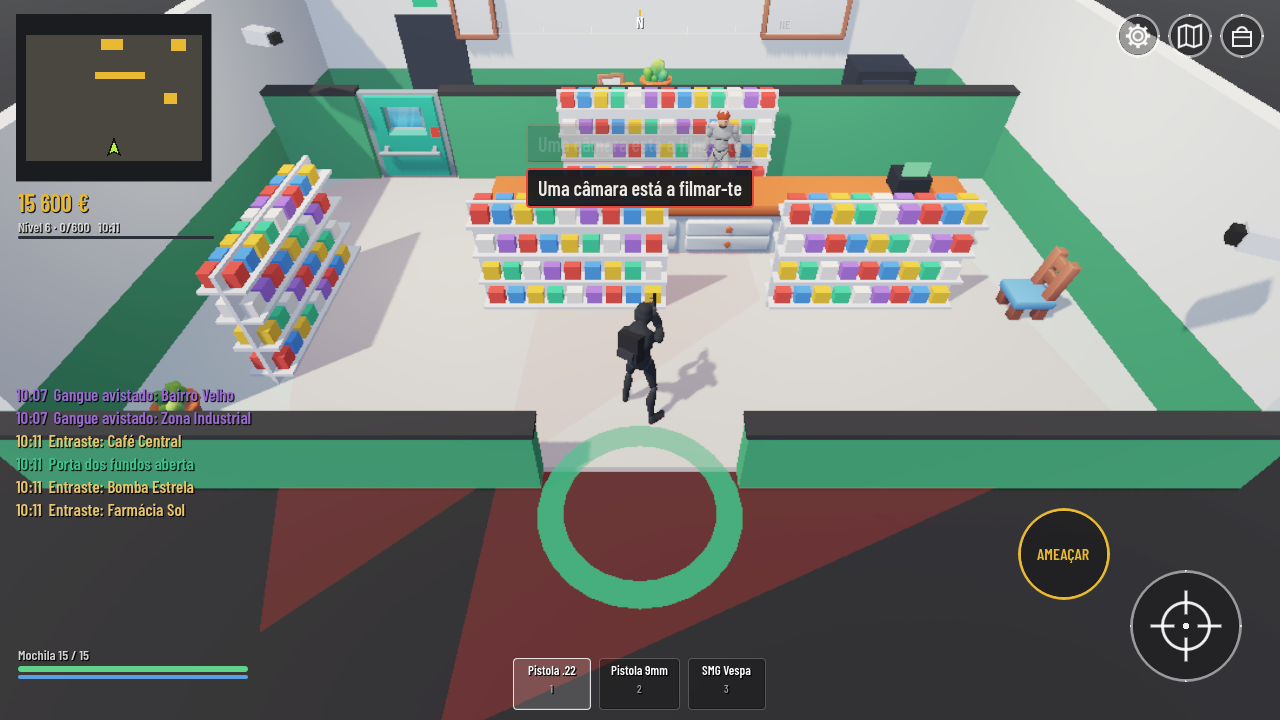 N
NE
15 600 €
Nível 6 · 0/600 10:11
Uma câmara está a filmar-te
10:07 Gangue avistado: Bairro Velho
10:07 Gangue avistado: Zona Industrial
10:11 Entraste: Café Central
10:11 Porta dos fundos aberta
10:11 Entraste: Bomba Estrela
10:11 Entraste: Farmácia Sol
AMEAÇAR
Mochila 15 / 15
Pistola .22
1
Pistola 9mm
2
SMG Vespa
3